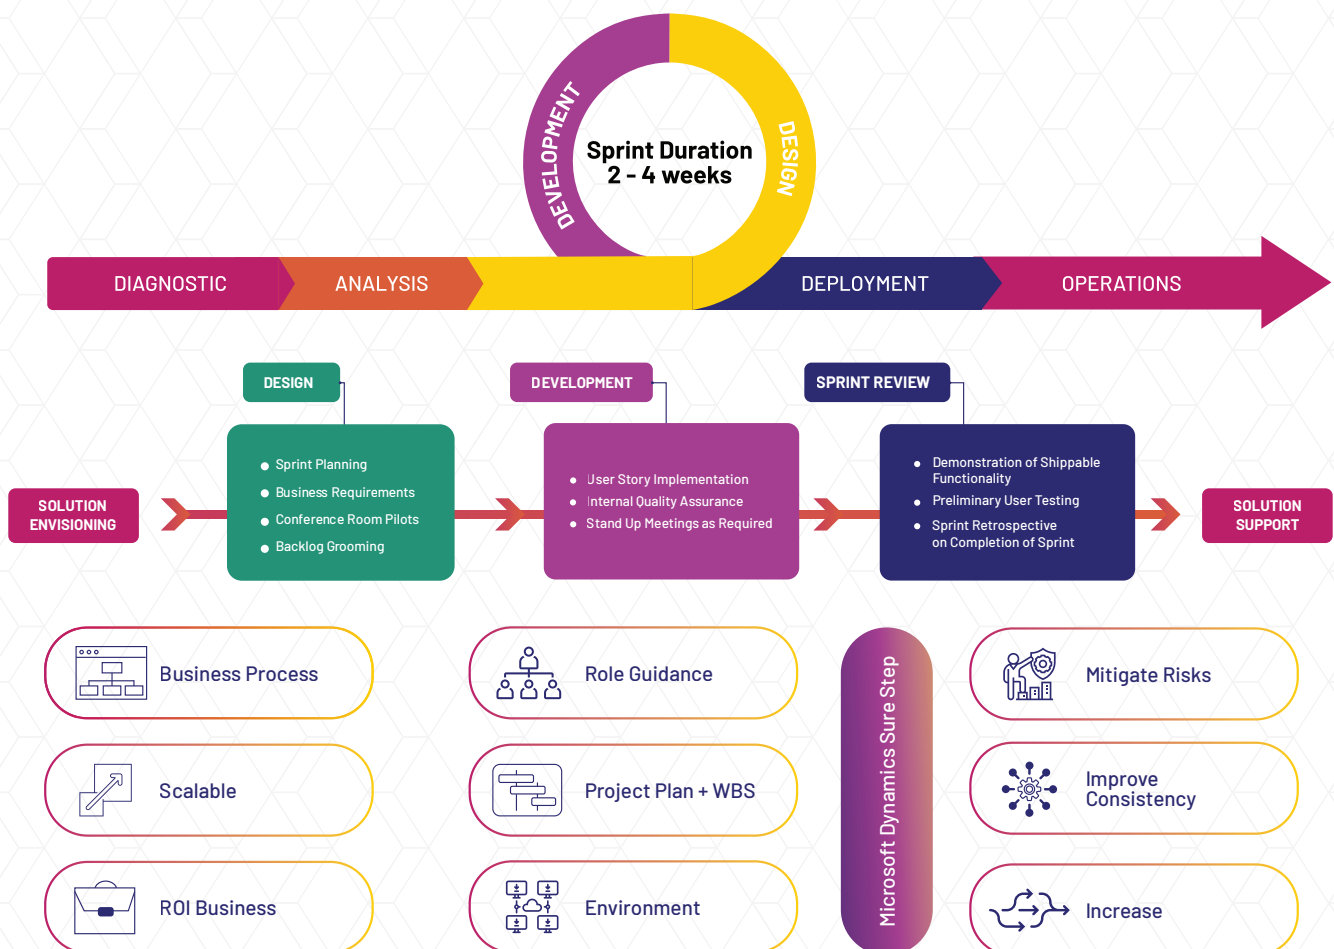 DEVELOPMENT
DESIGN
Sprint Duration
2 - 4 weeks
DIAGNOSTIC
ANALYSIS
DEPLOYMENT
OPERATIONS
DESIGN
DEVELOPMENT
SPRINT REVIEW
SOLUTION
ENVISIONING
Sprint Planning
Business Requirements
Conference Room Pilots
Backlog Grooming
User Story Implementation
Internal Quality Assurance
Stand Up Meetings as Required
Demonstration of Shippable
Functionality
Preliminary User Testing
Sprint Retrospective
on Completion of Sprint
SOLUTION
SUPPORT
Business Process
Role Guidance
Mitigate Risks
Scalable
Project Plan + WBS
Microsoft Dynamics Sure Step
Improve
Consistency
ROI Business
Environment
Increase